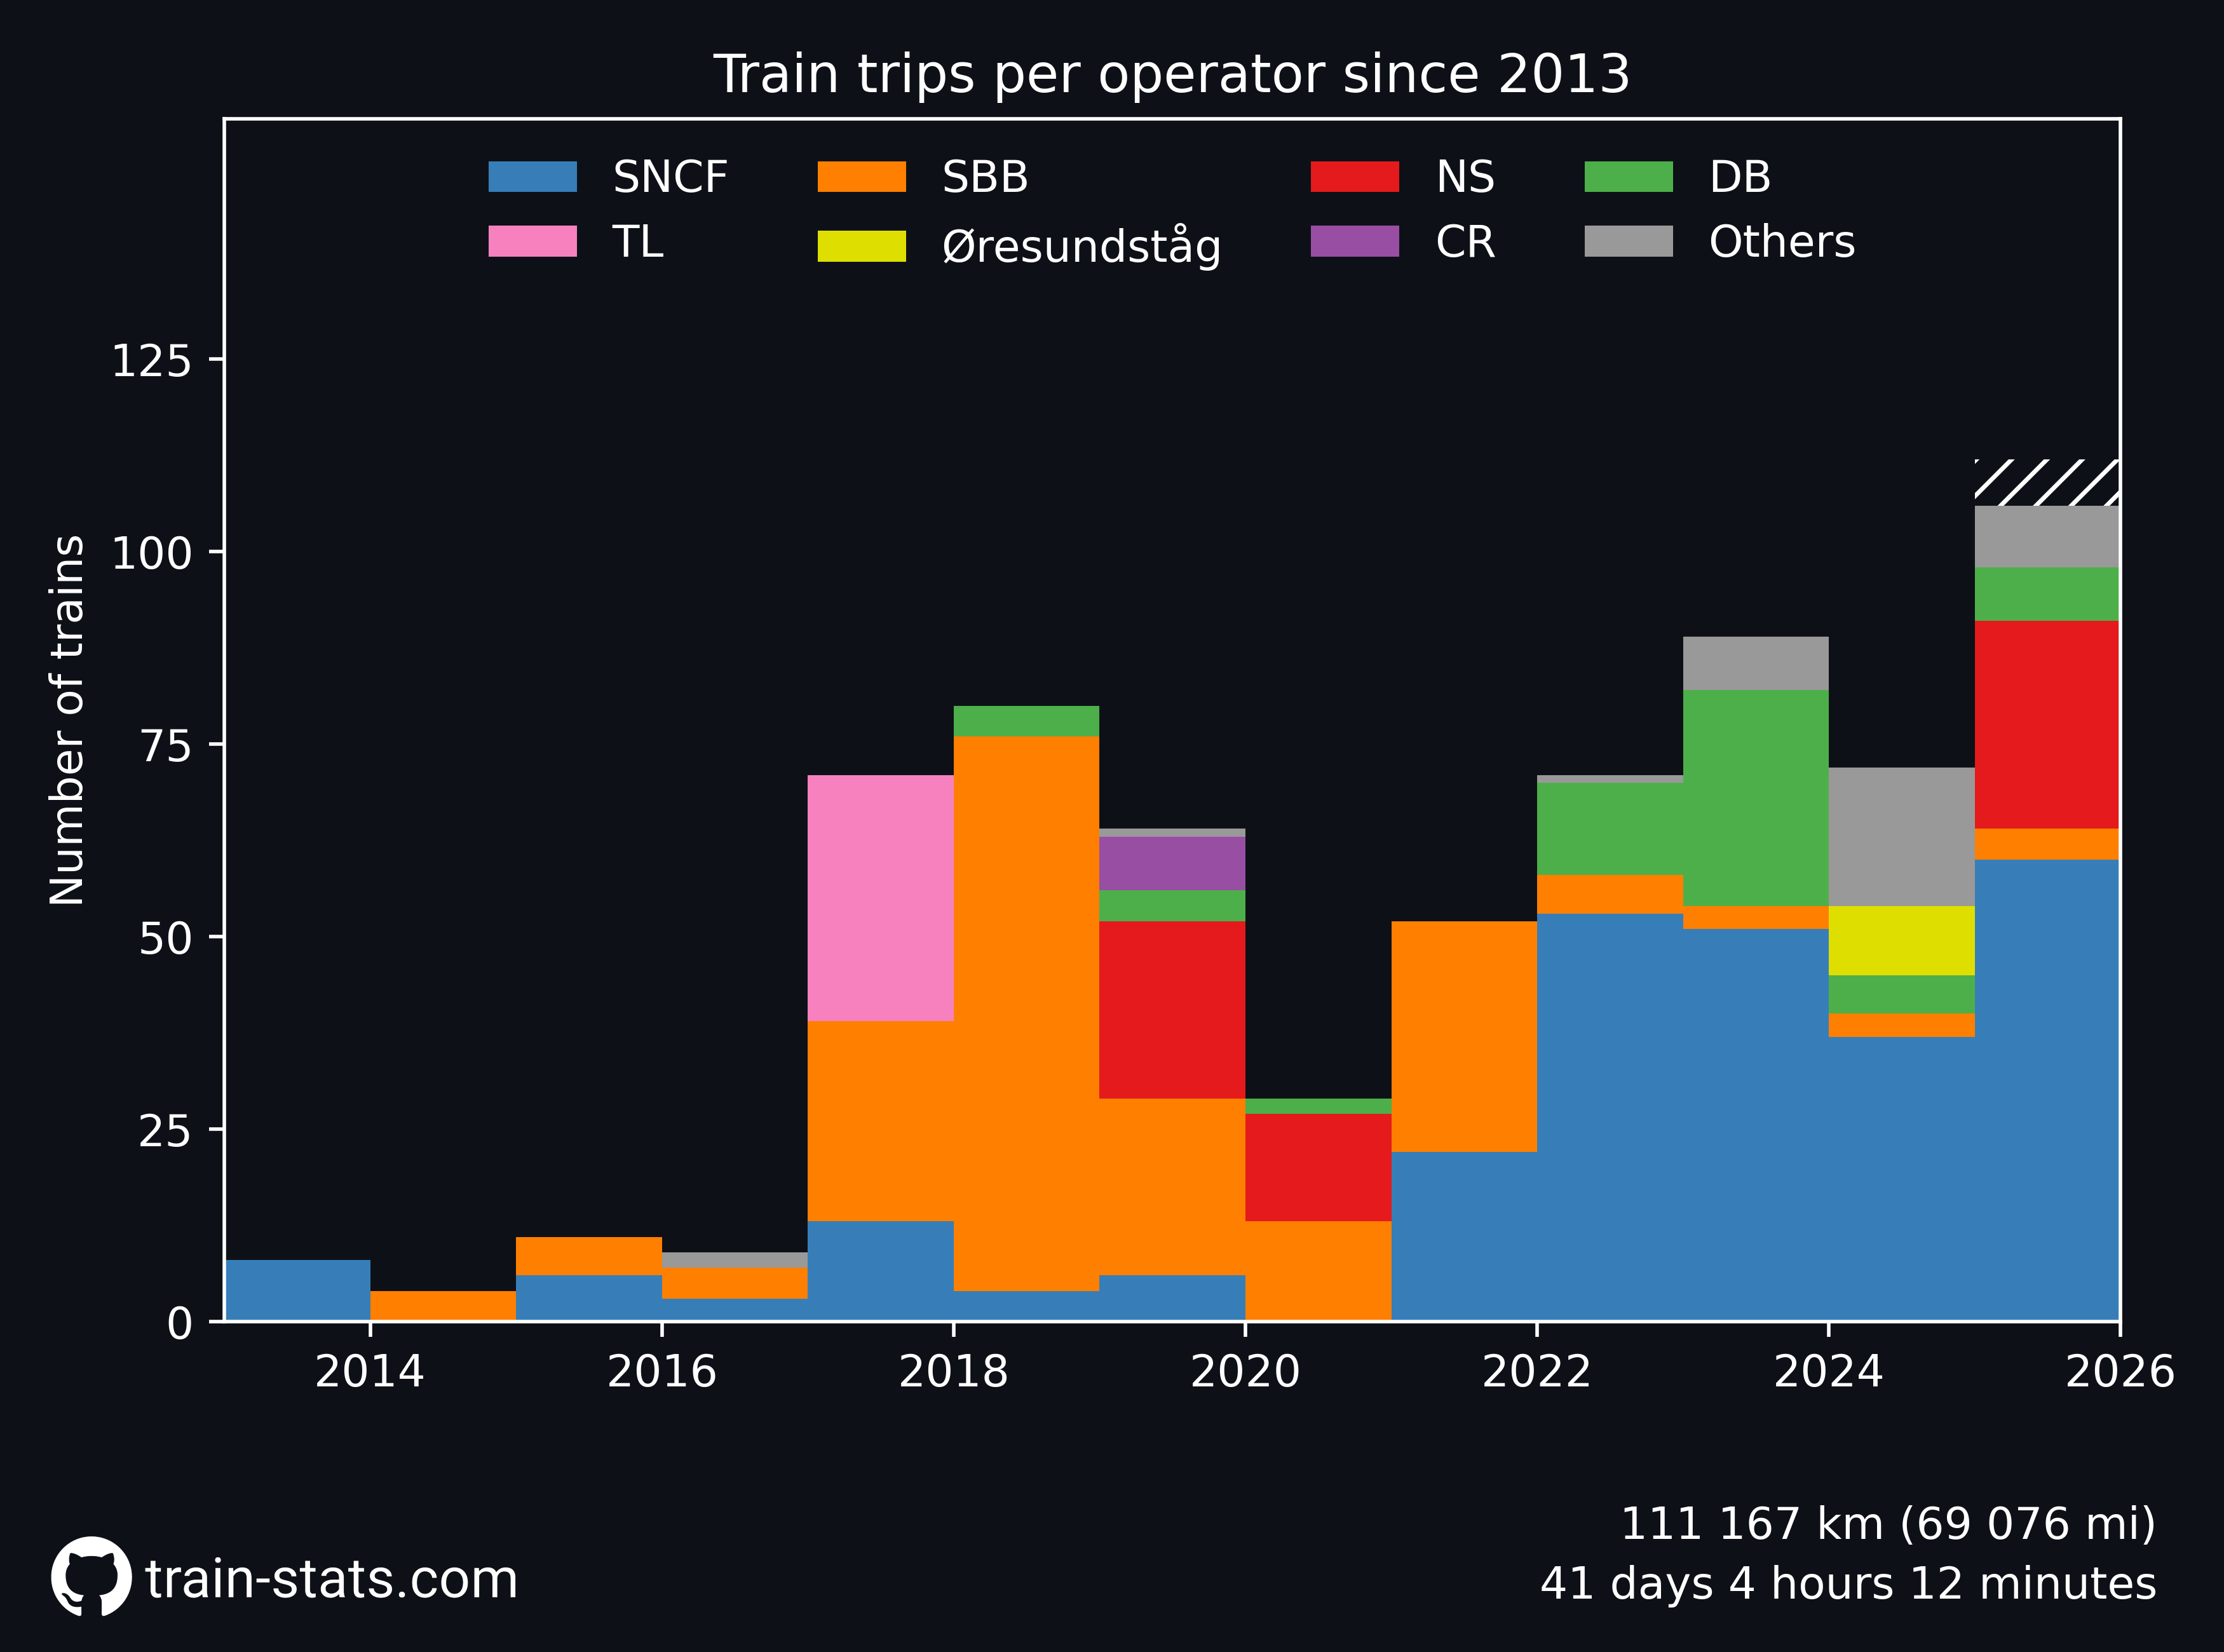 Train trips per operator since 2013
SNCF SBB NS DB
TL Øresundståg CR Others
Number of trains
125
100
75
50
25
0
2014 2016 2018 2020 2022 2024 2026
111 167 km (69 076 mi)
41 days 4 hours 12 minutes
train-stats.com